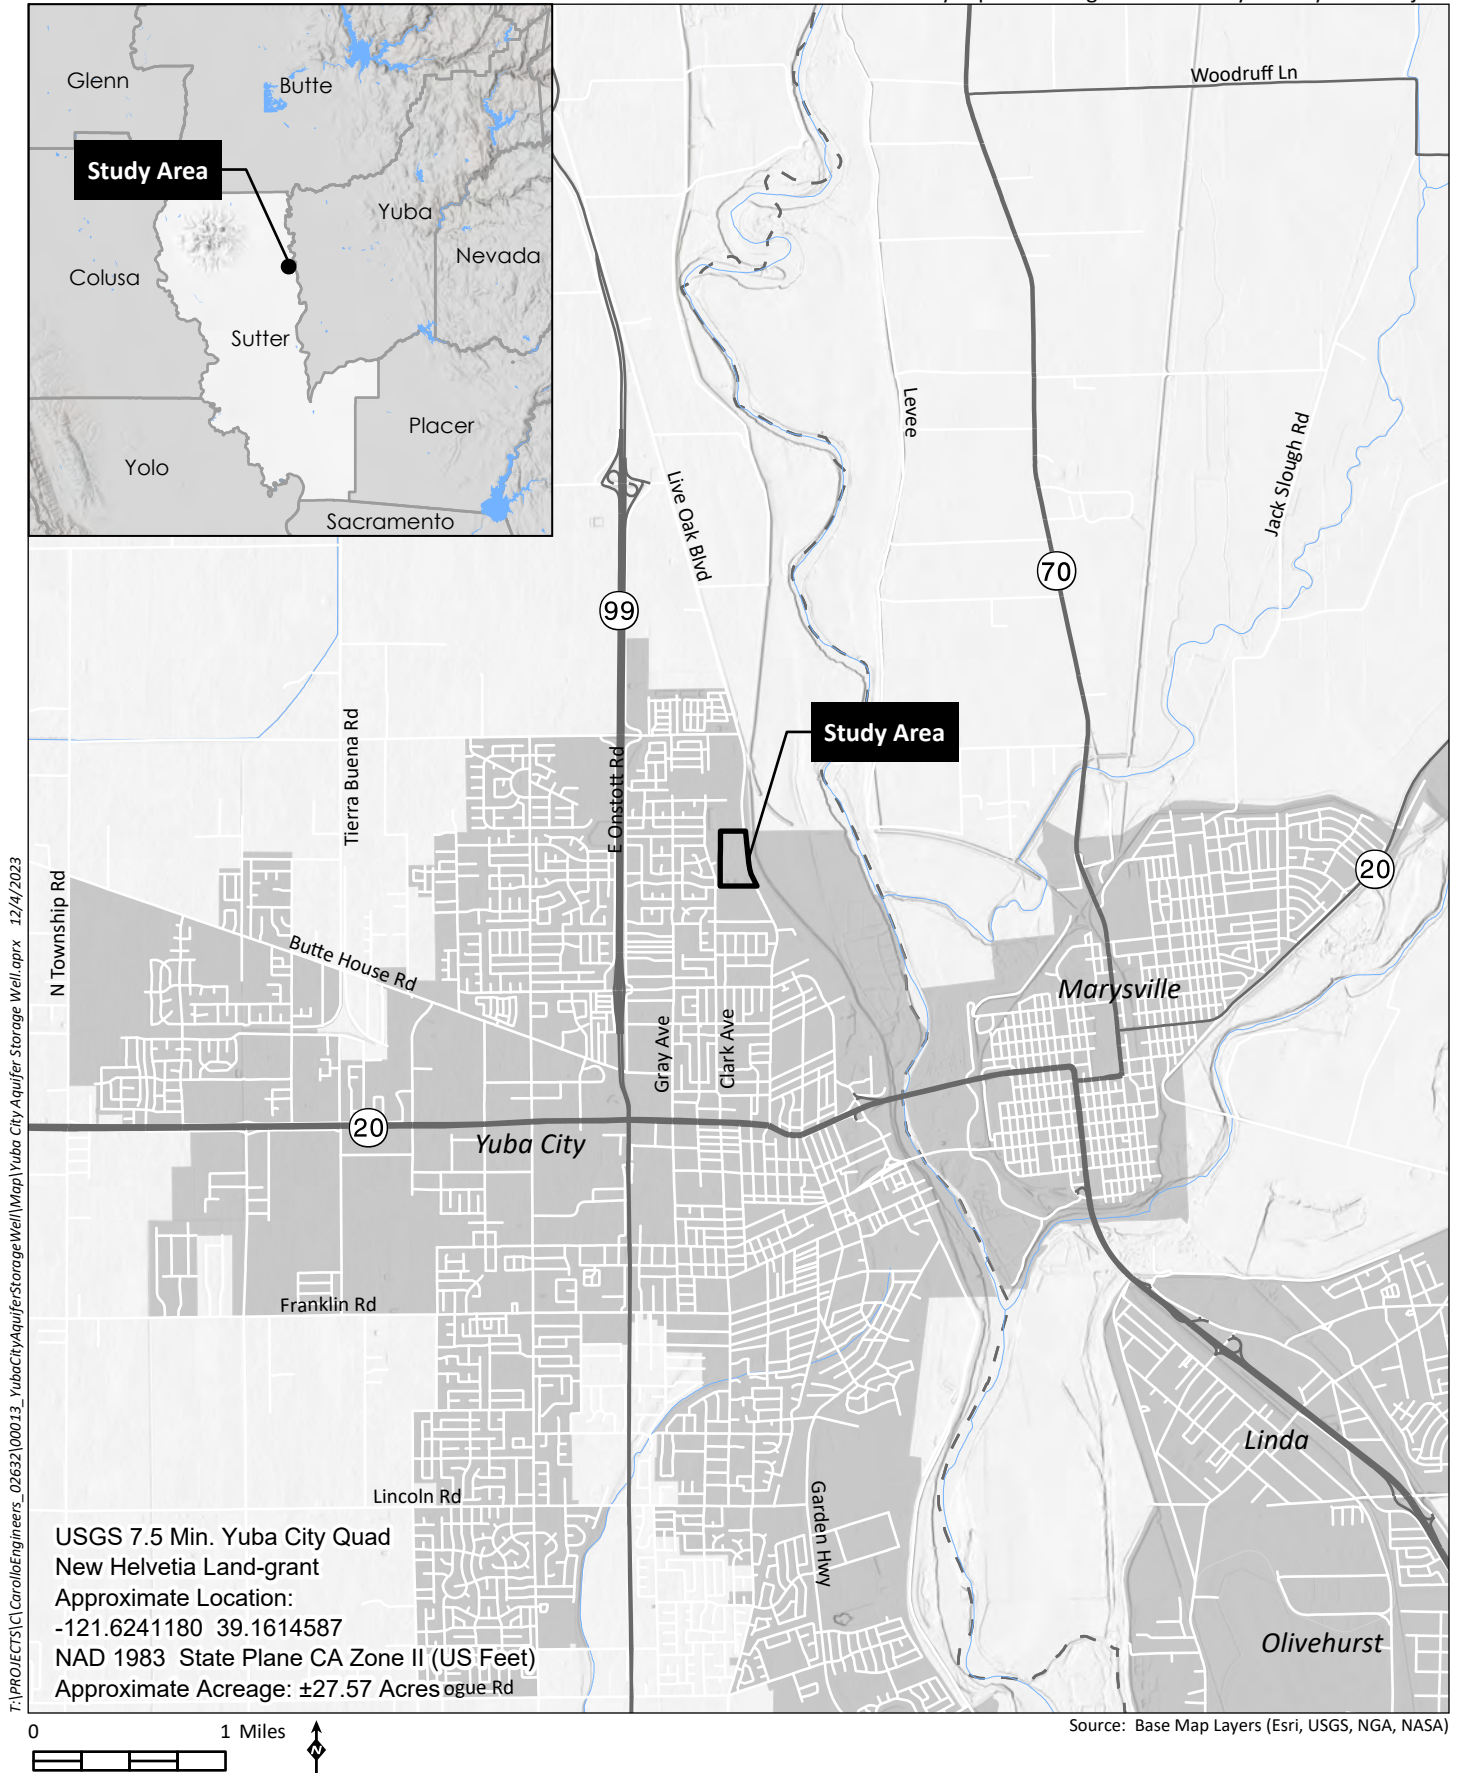 Woodruff Ln
Glenn
Butte
Study Area
Yuba
Nevada
Colusa
Sutter
Placer
Yolo
Sacramento
Levee
Live Oak Blvd
Jack Slough Rd
70
99
Study Area
Tierra Buena Rd
E Onstott Rd
20
N Township Rd
Butte House Rd
Marysville
Gray Ave
Clark Ave
20
Yuba City
Franklin Rd
Linda
Lincoln Rd
Garden Hwy
Olivehurst
USGS 7.5 Min. Yuba City Quad
New Helvetia Land-grant
Approximate Location:
-121.6241180 39.1614587
NAD 1983 State Plane CA Zone II (US Feet)
Approximate Acreage: ±27.57 Acres
ogue Rd
T:\PROJECTS\C\CarolloEngineers_02632\00013_YubaCityAquiferStorageWell\Map\Yuba City Aquifer Storage Well.aprx 12/4/2023
0 1 Miles
N
Source: Base Map Layers (Esri, USGS, NGA, NASA)